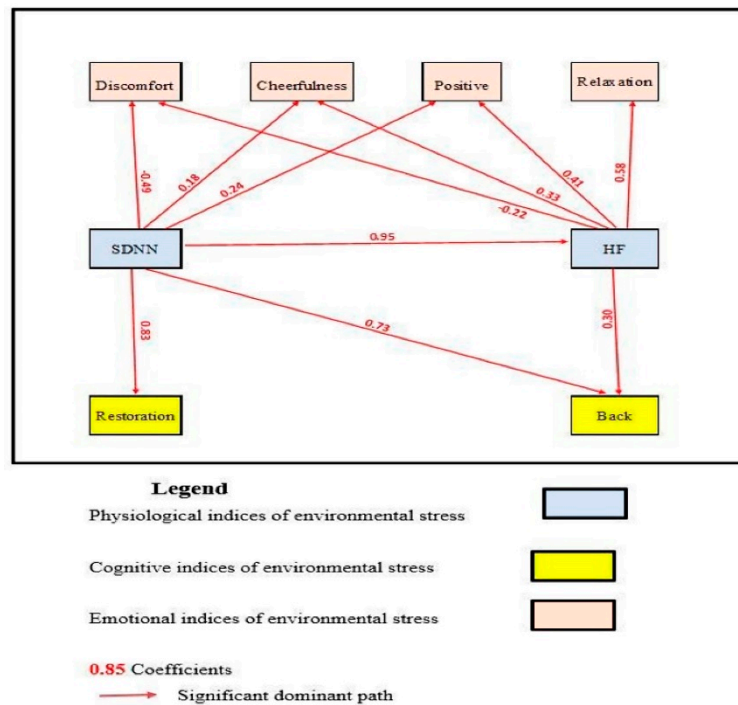 Discomfort Cheerfulness Positive Relaxation
-0.49 0.18 0.24 -0.22 0.33 0.41 0.58
SDNN 0.95 HF
0.83 0.73 0.30
Restoration Back
Legend
Physiological indices of environmental stress
Cognitive indices of environmental stress
Emotional indices of environmental stress
0.85 Coefficients
Significant dominant path